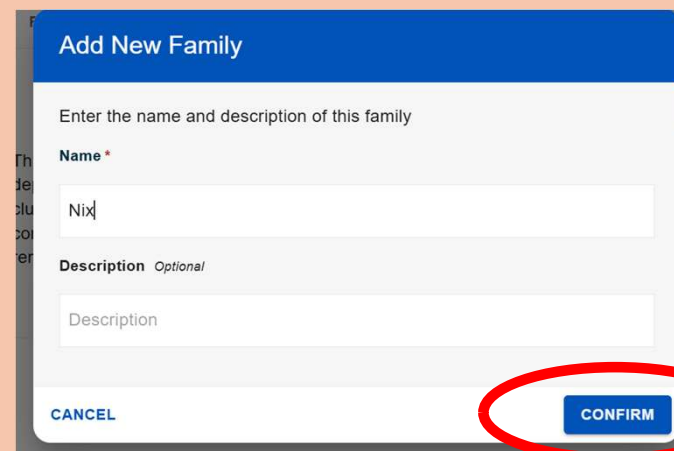 Add New Family
Enter the name and description of this family
Name *
Nix
Description Optional
Description
CANCEL
CONFIRM